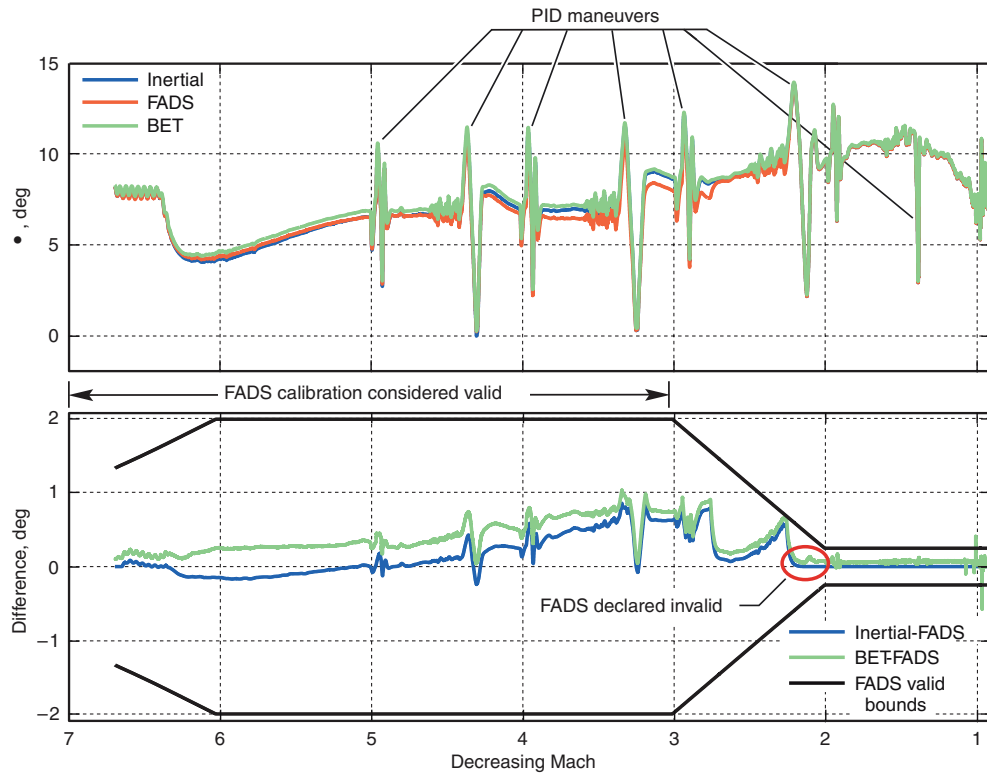 PID maneuvers
15
10
5
0
•, deg
Inertial
FADS
BET
FADS calibration considered valid
2
1
0
−1
−2
Difference, deg
FADS declared invalid
Inertial-FADS
BET-FADS
FADS valid
bounds
7
6
5
4
3
2
1
Decreasing Mach